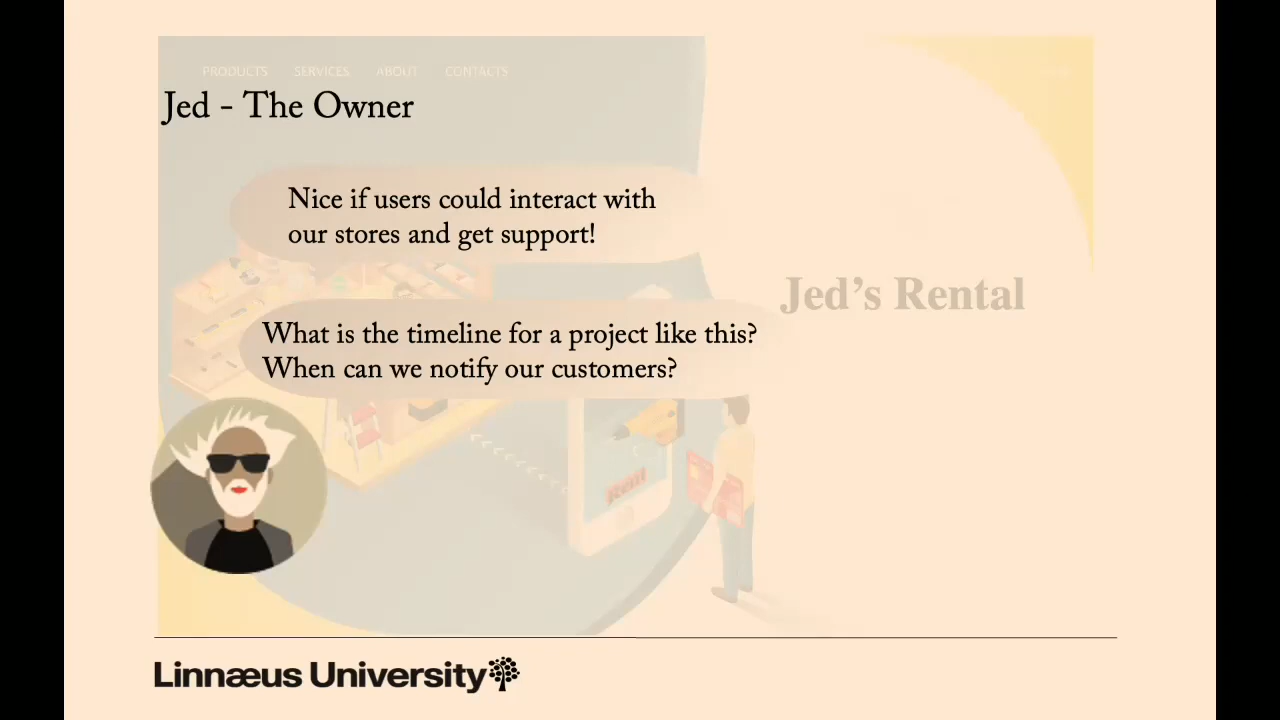 PRODUCTS SERVICES ABOUT CONTACTS
Jed - The Owner
Nice if users could interact with
our stores and get support!
Jed's Rental
What is the timeline for a project like this?
When can we notify our customers?
Rent
Linnæus University